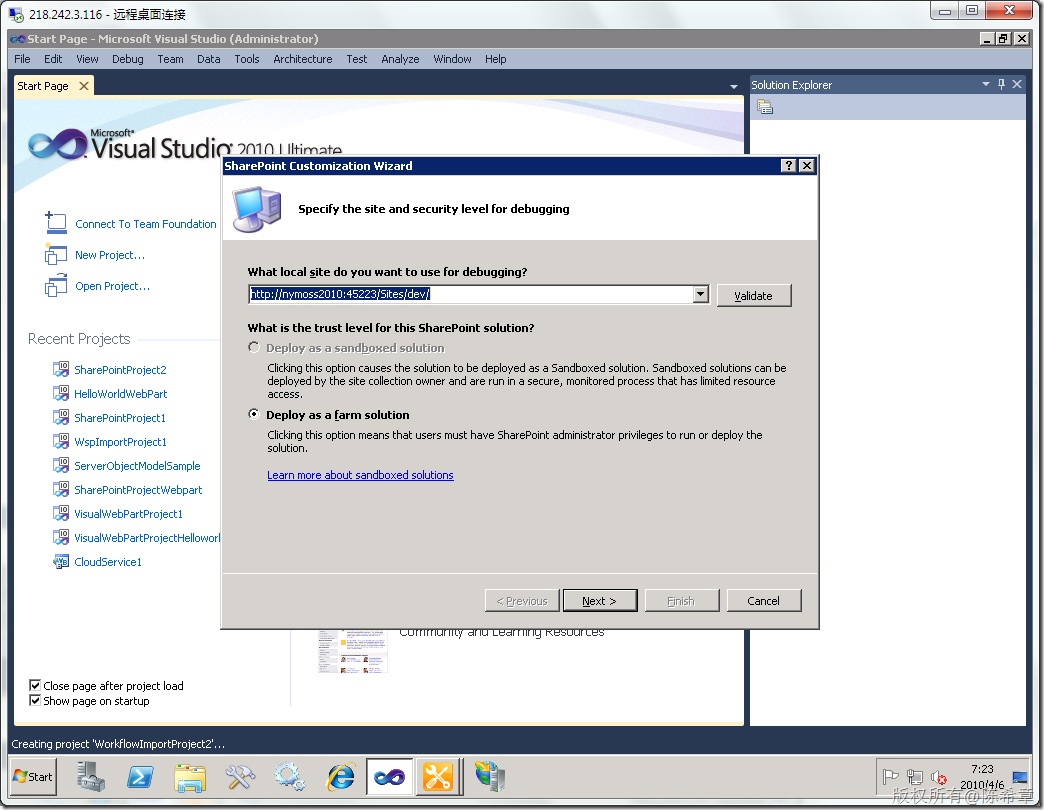 218.242.3.116 - 远程桌面连接
Start Page - Microsoft Visual Studio (Administrator)
File Edit View Debug Team Data Tools Architecture Test Analyze Window Help
Start Page
Solution Explorer
Microsoft®
Visual Studio 2010 Ultimate
SharePoint Customization Wizard
Specify the site and security level for debugging
Connect To Team Foundation
New Project...
Open Project...
What local site do you want to use for debugging?
http://nymoss2010:45223/Sites/dev/
Validate
What is the trust level for this SharePoint solution?
Deploy as a sandboxed solution
Clicking this option causes the solution to be deployed as a Sandboxed solution. Sandboxed solutions can be
deployed by the site collection owner and are run in a secure, monitored process that has limited resource
access.
Deploy as a farm solution
Clicking this option means that users must have SharePoint administrator privileges to run or deploy the
solution.
Learn more about sandboxed solutions
Recent Projects
SharePointProject2
HelloWorldWebPart
SharePointProject1
WspImportProject1
ServerObjectModelSample
SharePointProjectWebpart
VisualWebPartProject1
VisualWebPartProjectHelloworl
CloudService1
< Previous
Next >
Finish
Cancel
Community and Learning Resources
Close page after project load
Show page on startup
Creating project 'WorkflowImportProject2'...
Start
7:23
2010/4/6
版权所有@陈希章